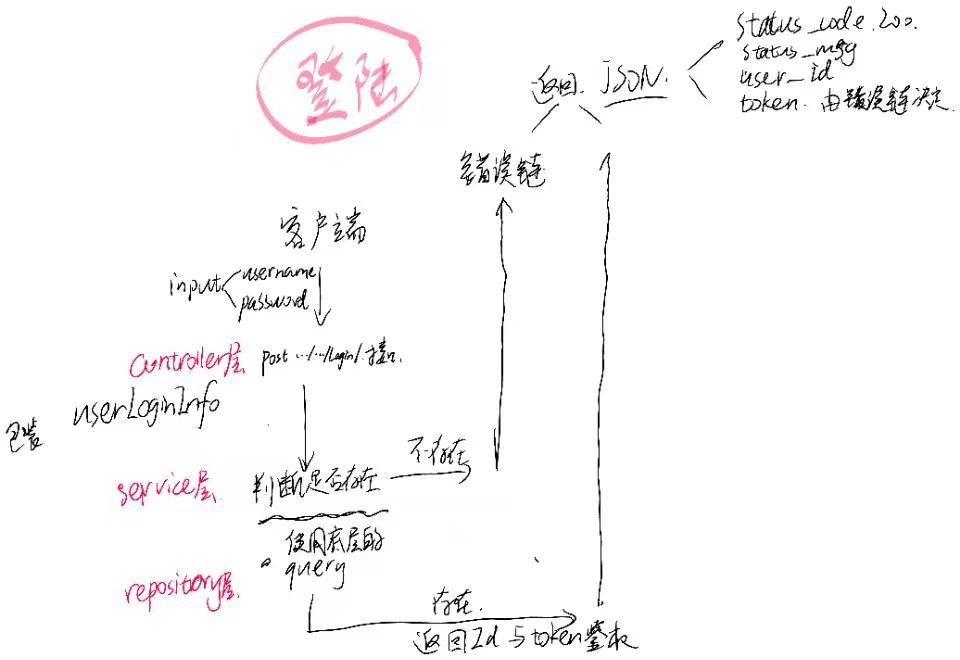 登陆
status_code.200.
status_msg
user_id
token. 由错误链决定.
返回. JSON.
错误链
客户端
input
username
password
controller层 post .../.../Login/.接口.
包装 userLoginInfo
不存在
service层. 判断是否存在
使用底层的
query
repository层.
存在.
返回Id与token鉴权